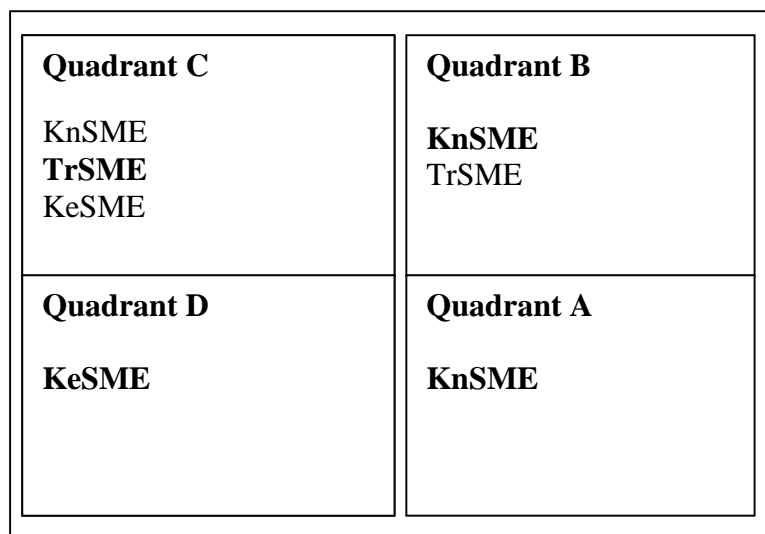 Quadrant C
KnSME
TrSME
KeSME
Quadrant B
KnSME
TrSME
Quadrant D
KeSME
Quadrant A
KnSME